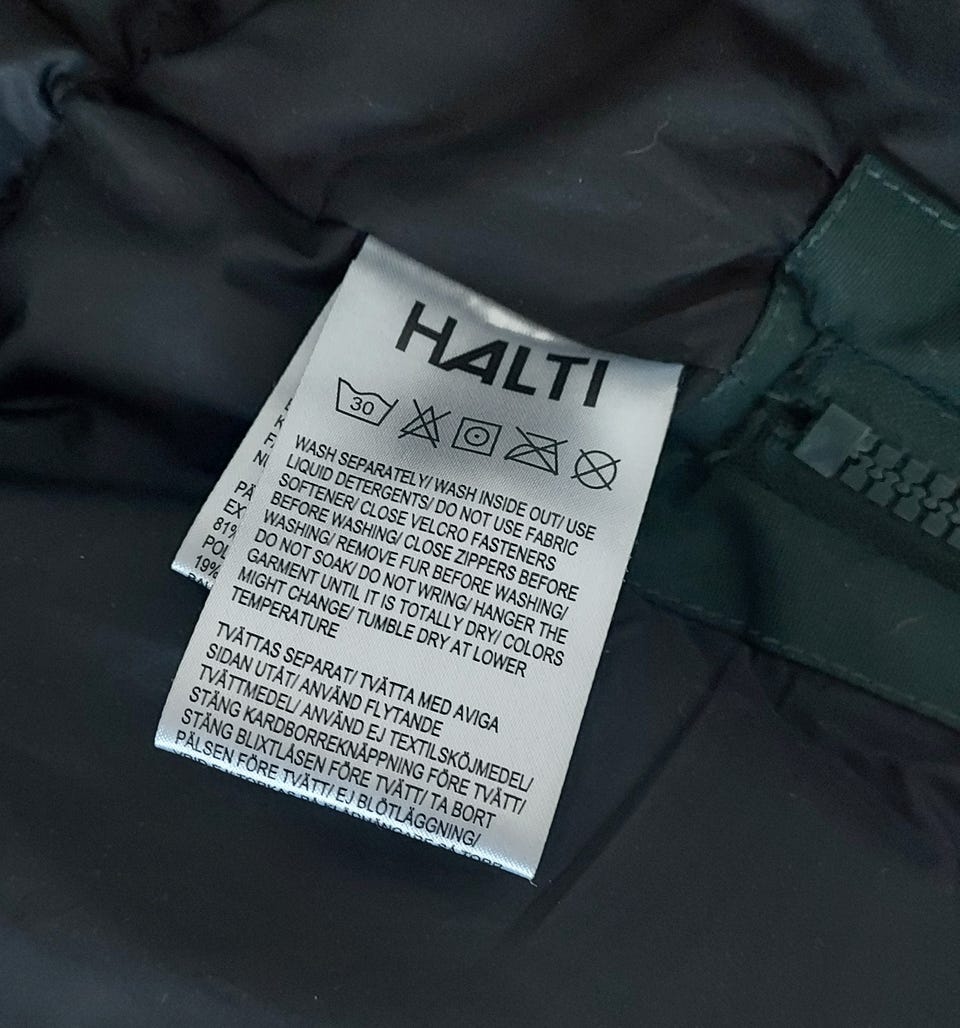 HALTI
30
WASH SEPARATELY/ WASH INSIDE OUT/ USE
LIQUID DETERGENTS/ DO NOT USE FABRIC
SOFTENER/ CLOSE VELCRO FASTENERS
BEFORE WASHING/ CLOSE ZIPPERS BEFORE
WASHING/ REMOVE FUR BEFORE WASHING/
DO NOT SOAK/ DO NOT WRING/ HANGER THE
GARMENT UNTIL IT IS TOTALLY DRY/ COLORS
MIGHT CHANGE/ TUMBLE DRY AT LOWER
TEMPERATURE
TVÄTTAS SEPARAT/ TVÄTTA MED AVIGA
SIDAN UTÅT/ ANVÄND FLYTANDE
TVÄTTMEDEL/ ANVÄND EJ TEXTILSKÖJMEDEL/
STÄNG KARDBORREKNÄPPNING FÖRE TVÄTT/
STÄNG BLIXTLÅSEN FÖRE TVÄTT/ TA BORT
PÄLSEN FÖRE TVÄTT/ EJ BLÖTLÄGGNING/
81%
19%